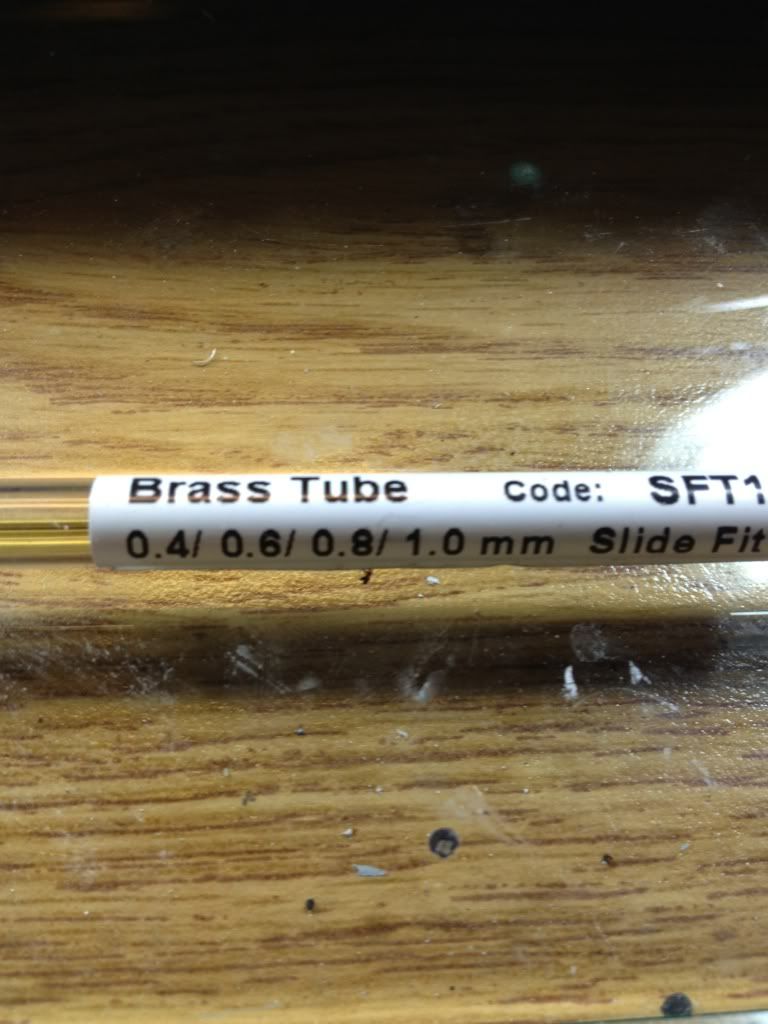 Brass Tube Code: SFT1
0.4/ 0.6/ 0.8/ 1.0 mm Slide Fit